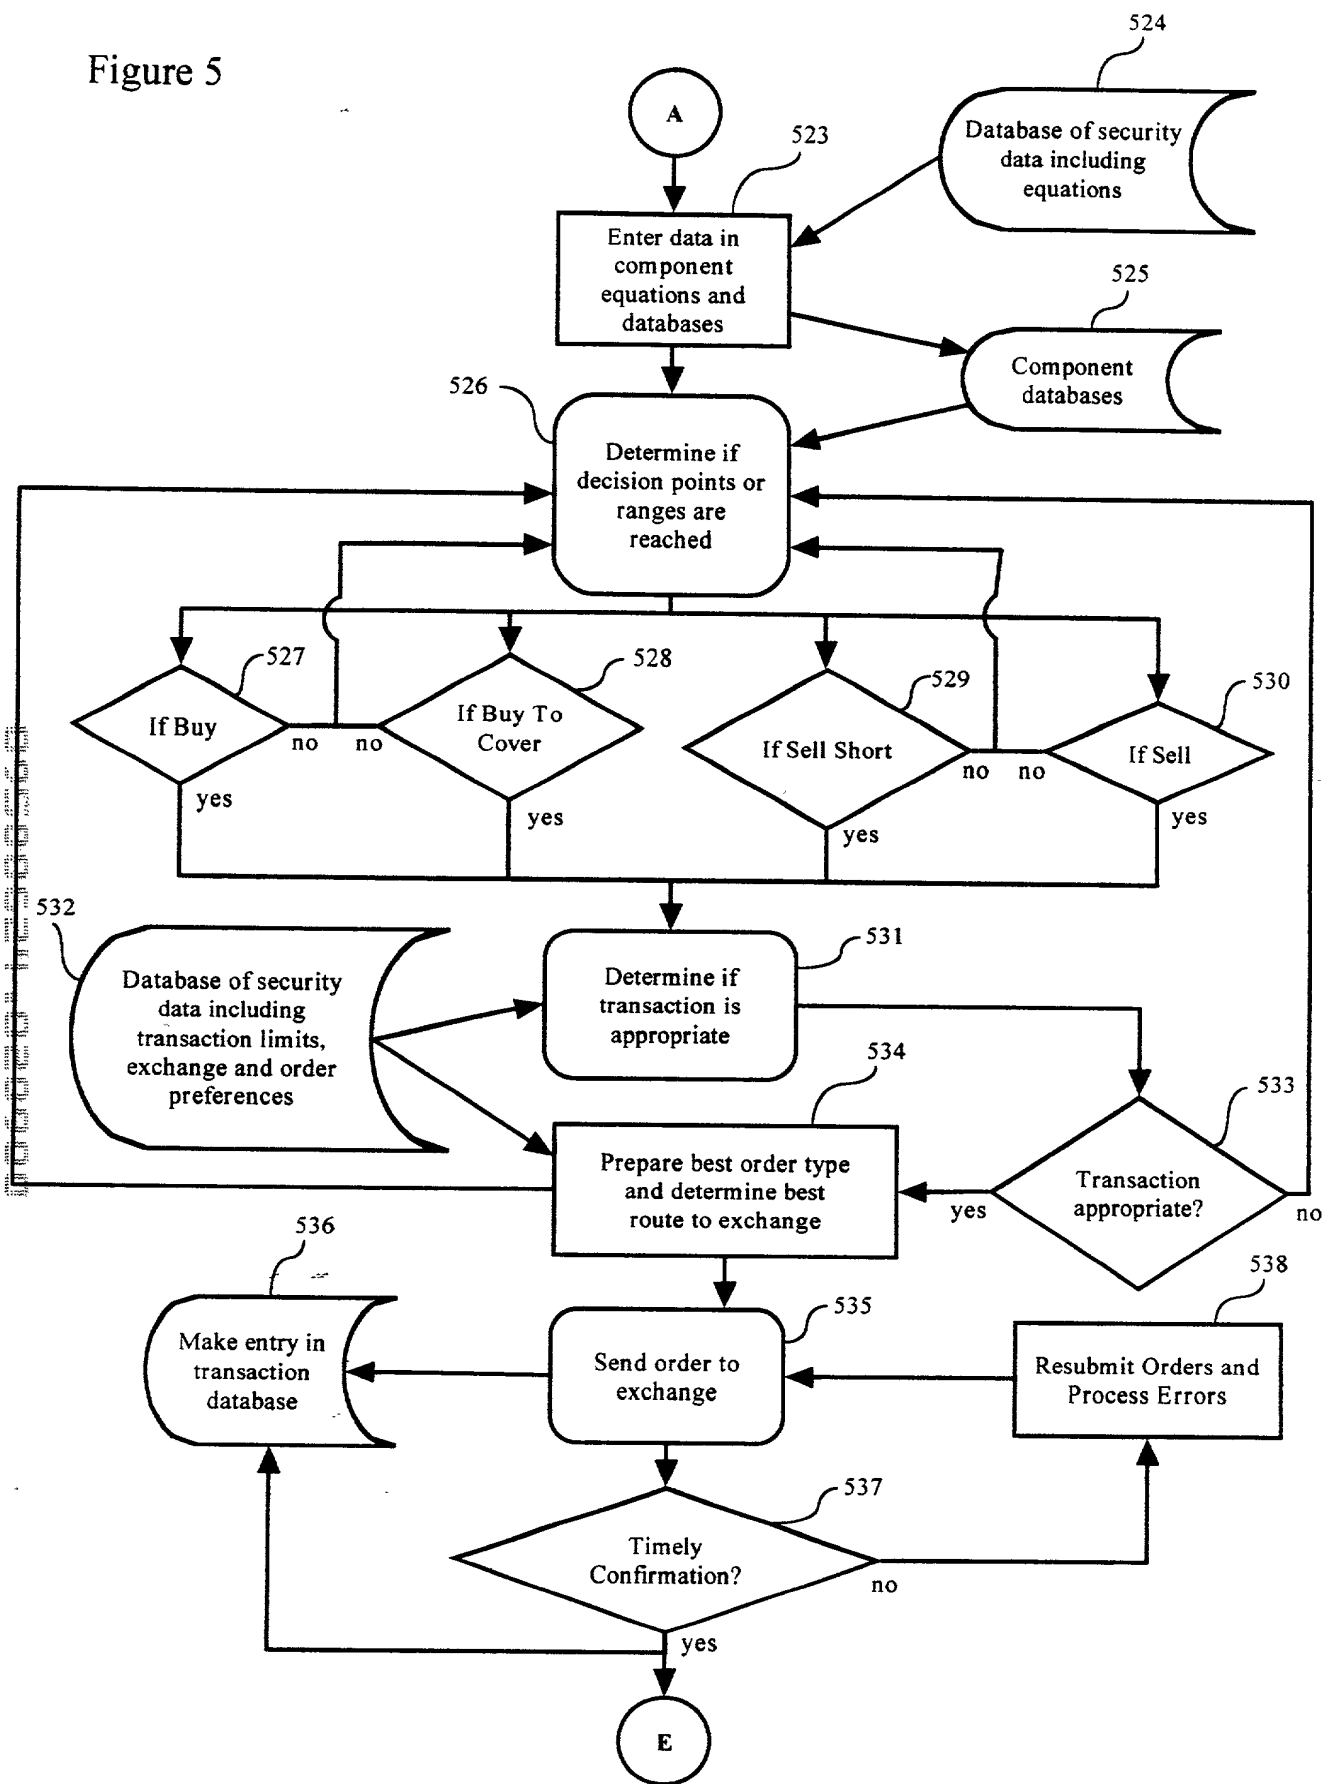 524
Figure 5
A
523
Database of security
data including
equations
Enter data in
component
equations and
databases
525
Component
databases
526
Determine if
decision points or
ranges are
reached
527
528
529
530
If Buy
If Buy To
Cover
If Sell Short
If Sell
no
no
no
no
yes
yes
yes
yes
532
531
Database of security
data including
transaction limits,
exchange and order
preferences
Determine if
transaction is
appropriate
534
533
Prepare best order type
and determine best
route to exchange
Transaction
appropriate?
yes
no
536
538
535
Make entry in
transaction
database
Send order to
exchange
Resubmit Orders and
Process Errors
537
Timely
Confirmation?
no
yes
E